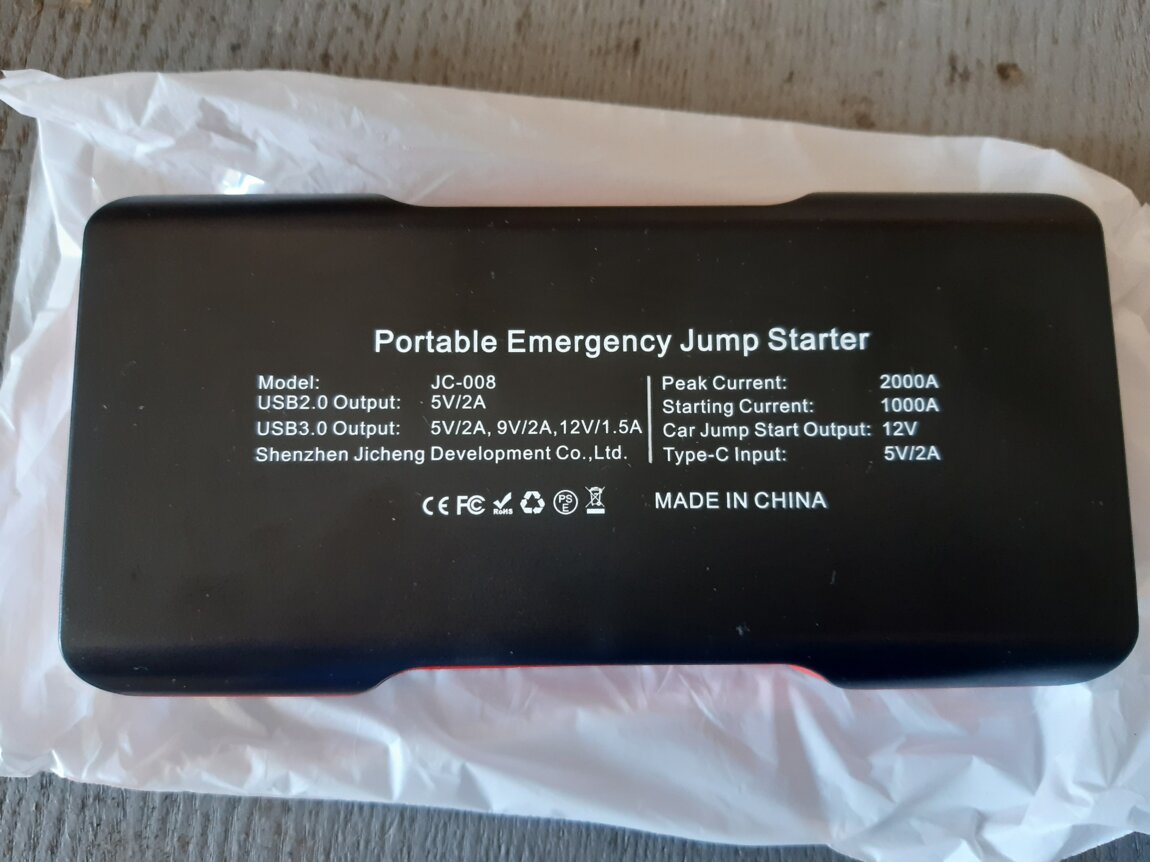 Portable Emergency Jump Starter
Model: JC-008
USB2.0 Output: 5V/2A
USB3.0 Output: 5V/2A, 9V/2A,12V/1.5A
Shenzhen Jicheng Development Co.,Ltd.
Peak Current: 2000A
Starting Current: 1000A
Car Jump Start Output: 12V
Type-C Input: 5V/2A
CE FC RoHS PSE
MADE IN CHINA